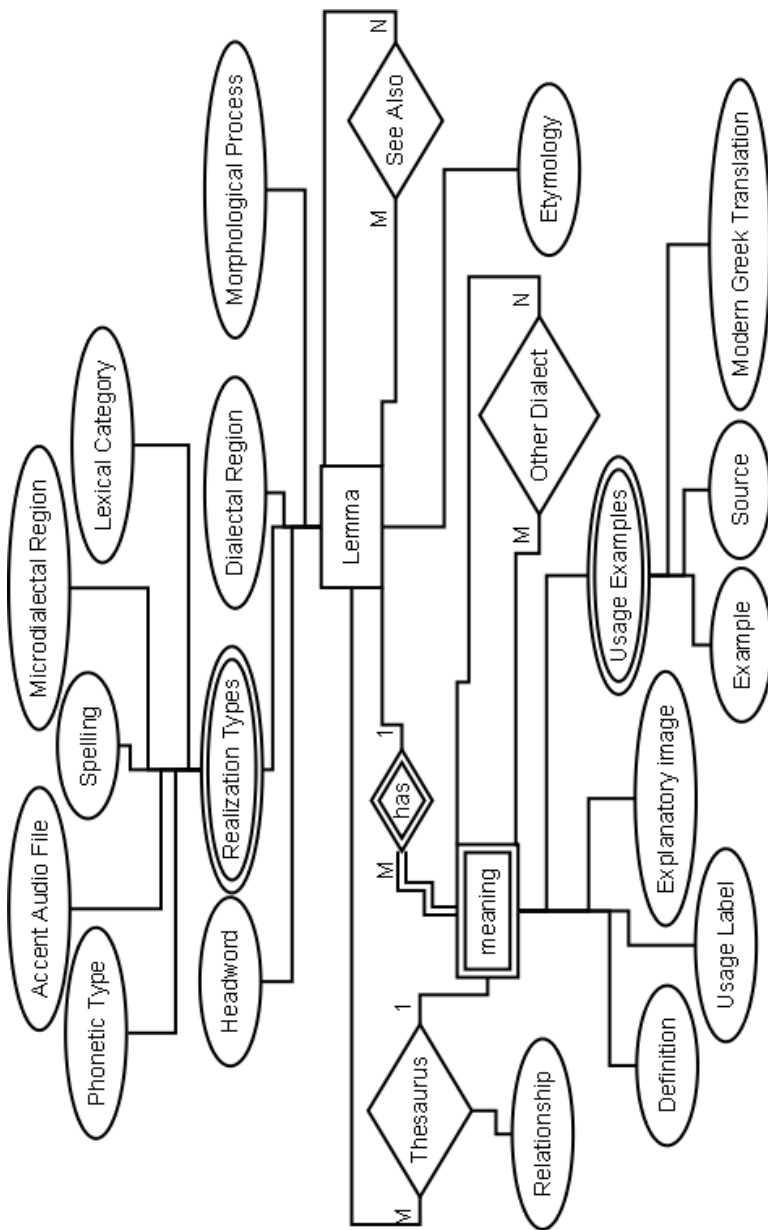 Phonetic Type
Accent Audio File
Spelling
Microdialectal Region
Lexical Category
Headword
Realization Types
Dialectal Region
Morphological Process
Lemma
M
1
has
M
N
See Also
M
Thesaurus
1
meaning
M
Other Dialect
N
Etymology
Relationship
Definition
Usage Label
Explanatory image
Usage Examples
Example
Source
Modern Greek Translation